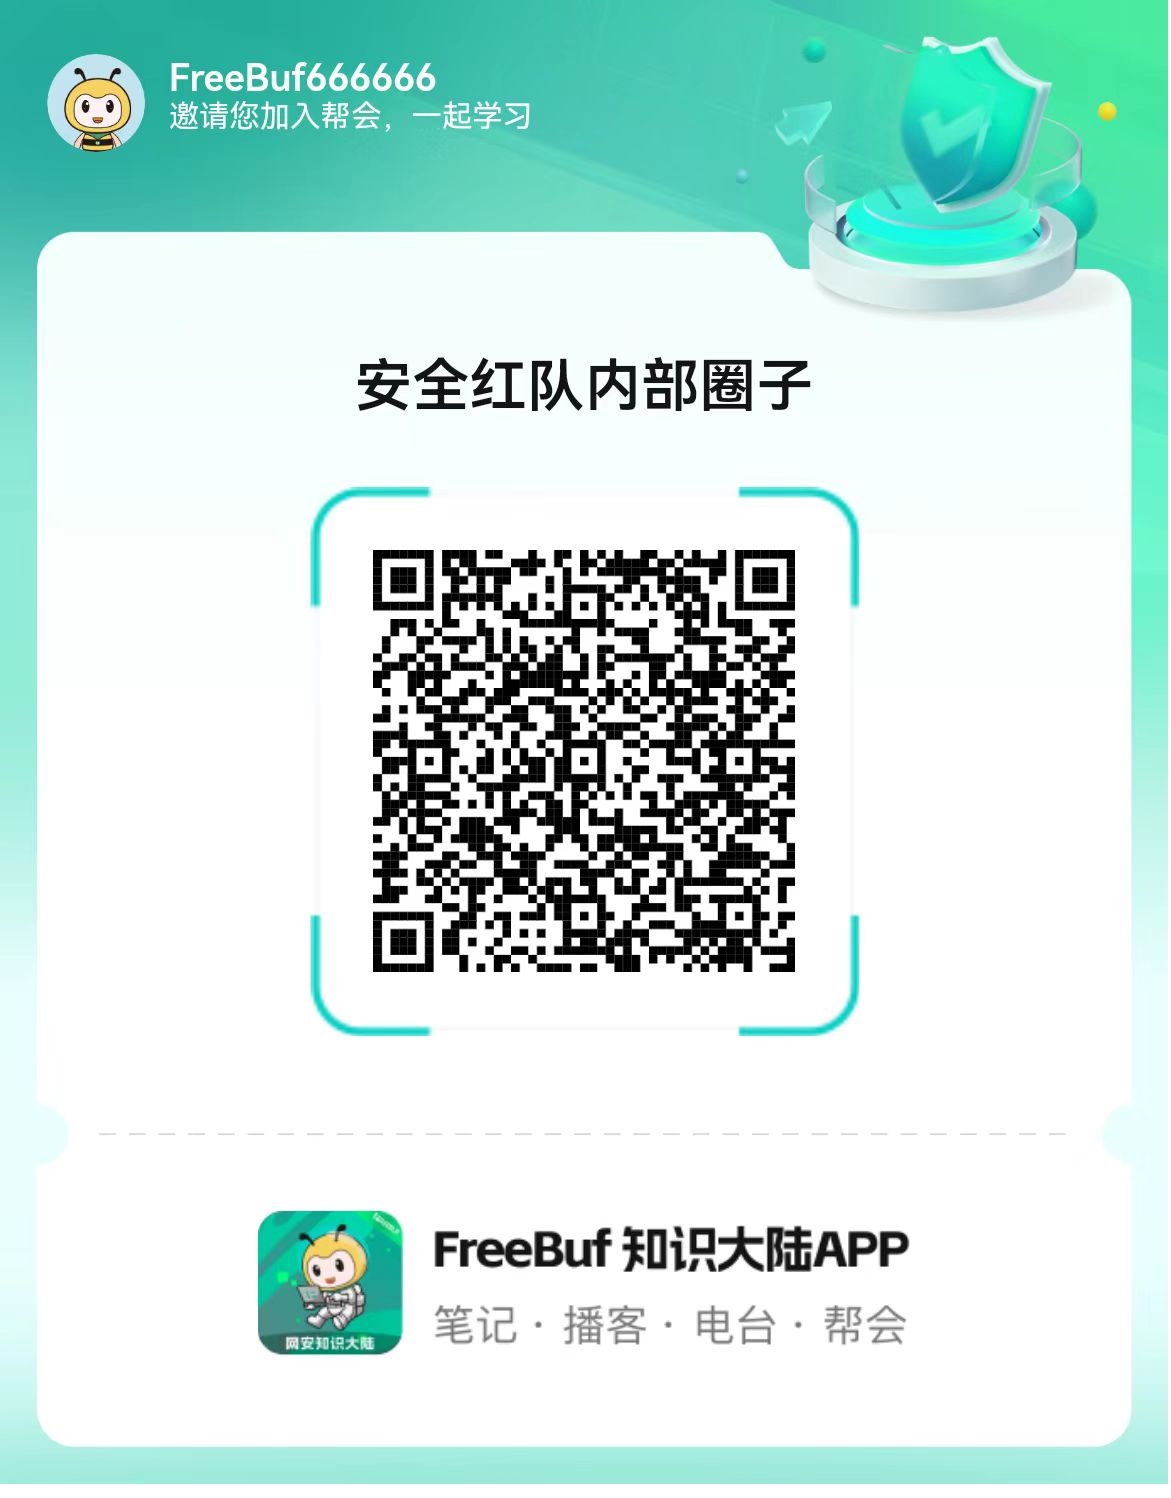 FreeBuf666666
邀请您加入帮会，一起学习
安全红队内部圈子
FreeBuf 知识大陆APP
笔记 · 播客 · 电台 · 帮会
网安知识大陆